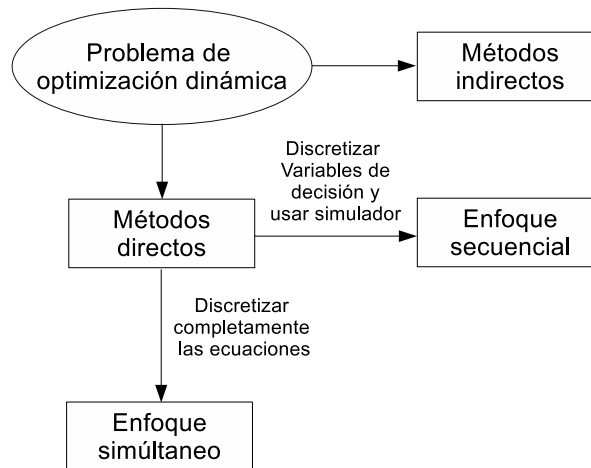 Problema de
optimización dinámica
Métodos
indirectos
Discretizar
Variables de
decisión y
usar simulador
Métodos
directos
Enfoque
secuencial
Discretizar
completamente
las ecuaciones
Enfoque
simúltaneo